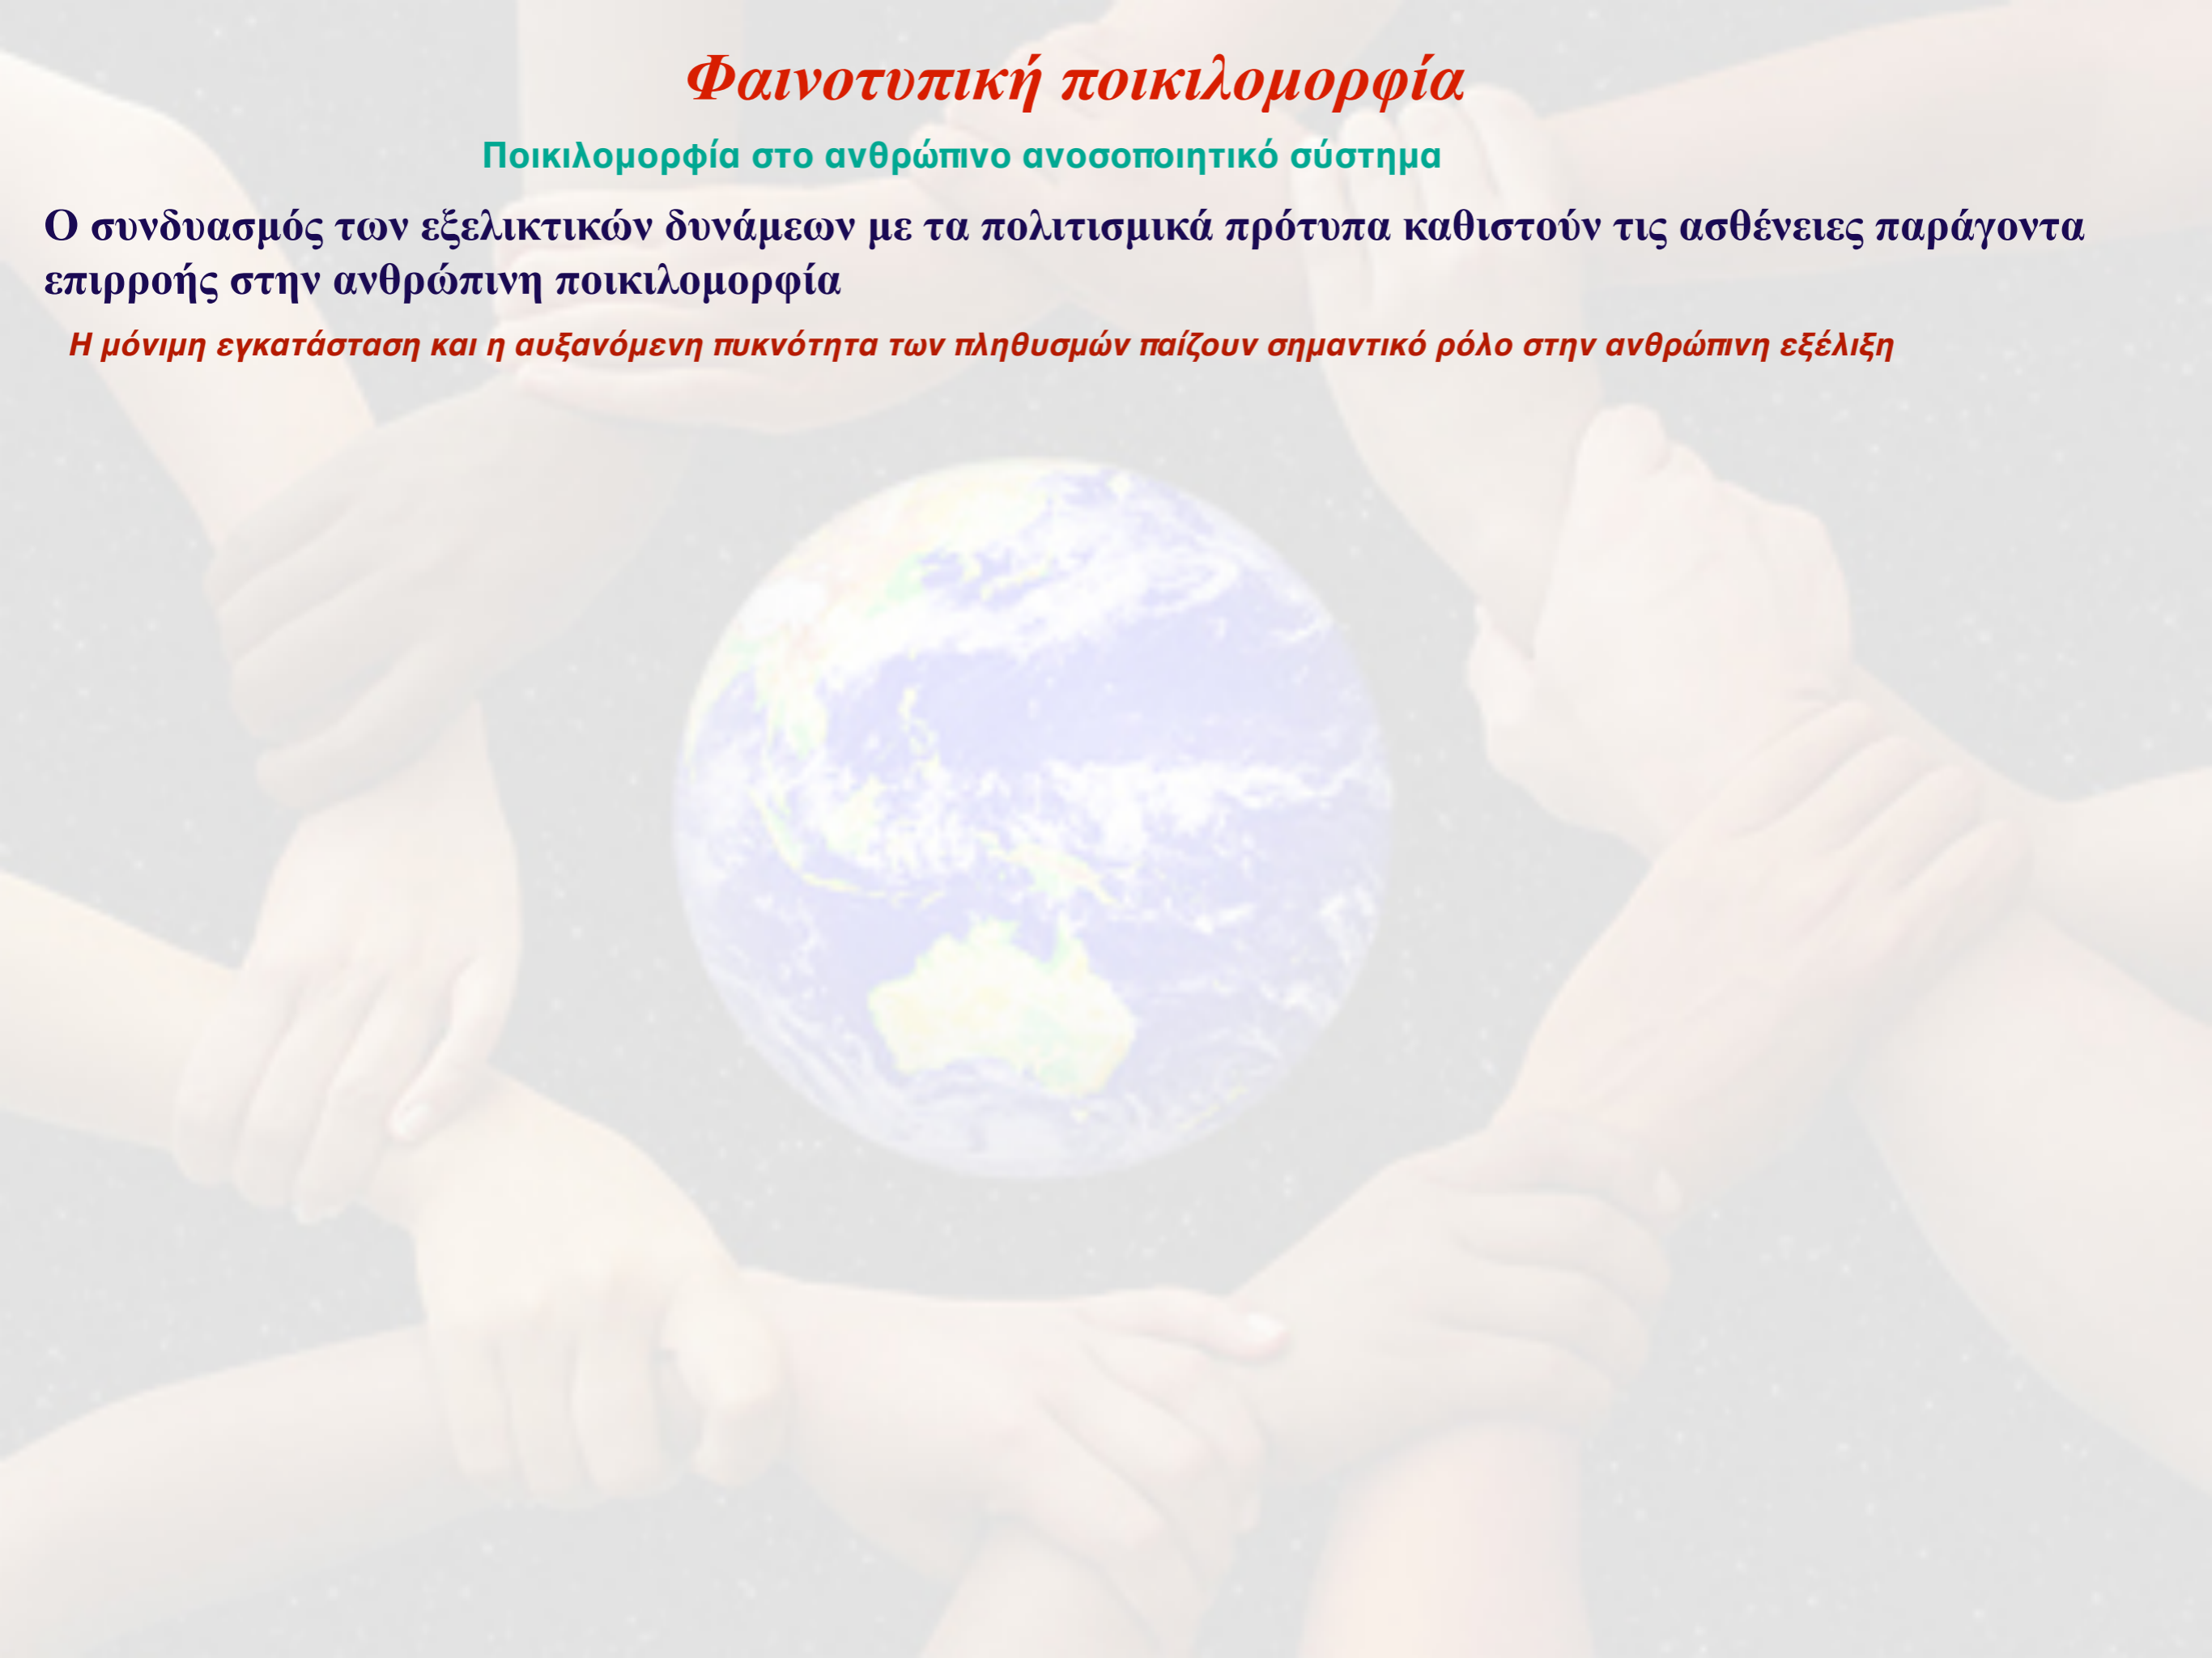 Φαινοτυπική ποικιλομορφία
Ποικιλομορφία στο ανθρώπινο ανοσοποιητικό σύστημα
Ο συνδυασμός των εξελικτικών δυνάμεων με τα πολιτισμικά πρότυπα καθιστούν τις ασθένειες παράγοντα
επιρροής στην ανθρώπινη ποικιλομορφία
Η μόνιμη εγκατάσταση και η αυξανόμενη πυκνότητα των πληθυσμών παίζουν σημαντικό ρόλο στην ανθρώπινη εξέλιξη